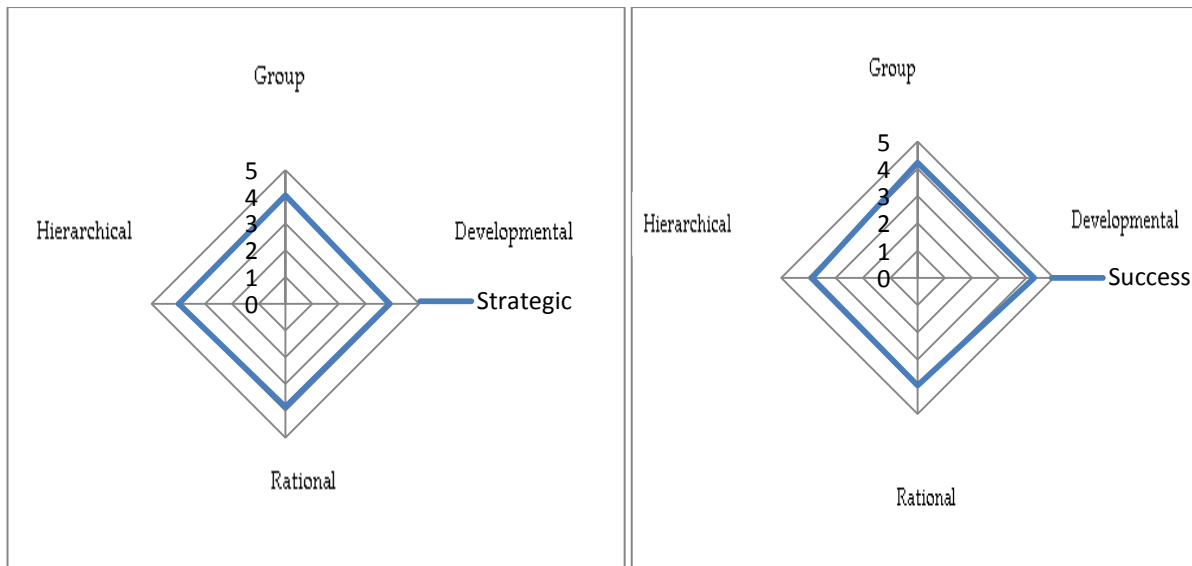 Group
5
4
3
2
1
0
Hierarchical
Developmental
Strategic
Rational
Group
5
4
3
2
1
0
Hierarchical
Developmental
Success
Rational